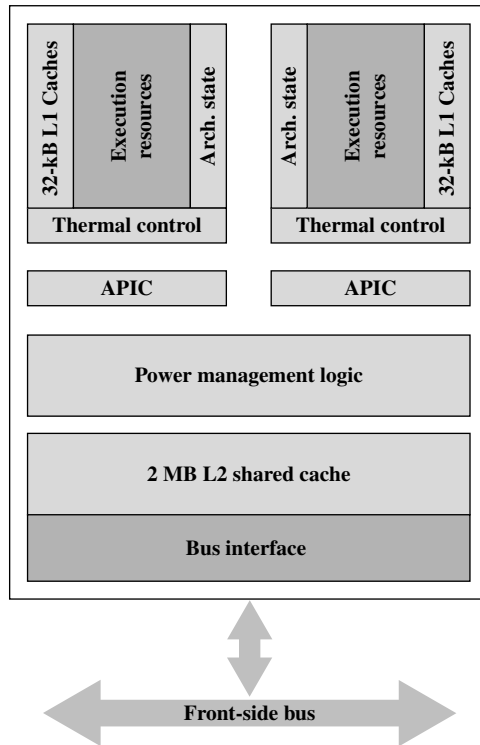 32-kB L1 Caches
Execution
resources
Arch. state
Thermal control
APIC
Arch. state
Execution
resources
32-kB L1 Caches
Thermal control
APIC
Power management logic
2 MB L2 shared cache
Bus interface
Front-side bus